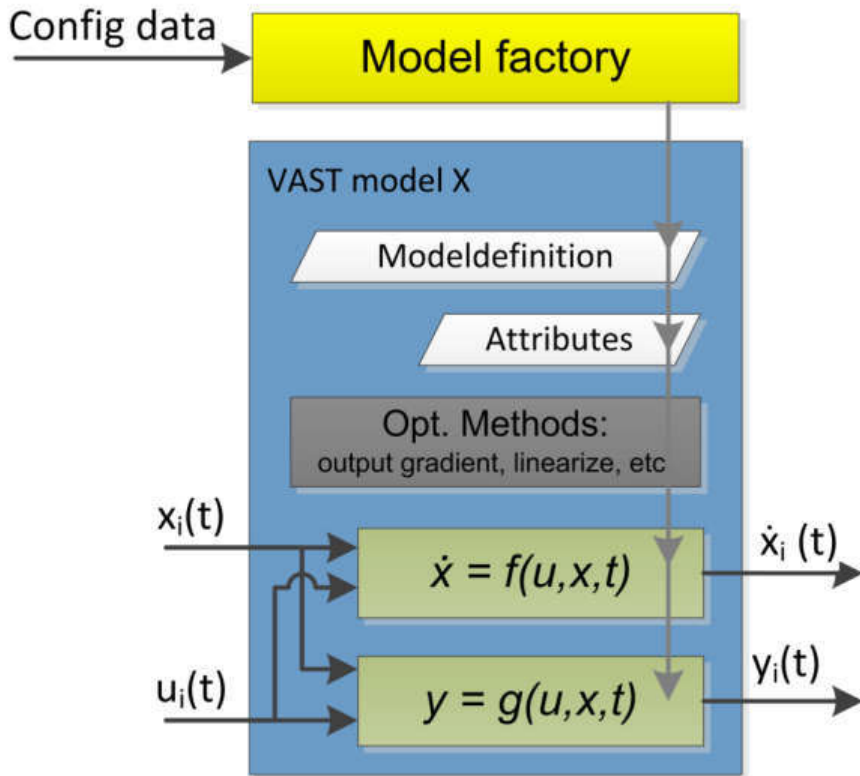 Config data
Model factory
VAST model X
Modeldefinition
Attributes
Opt. Methods:
output gradient, linearize, etc
xᵢ(t)
ẋ = f(u,x,t)
ẋᵢ (t)
uᵢ(t)
y = g(u,x,t)
yᵢ(t)